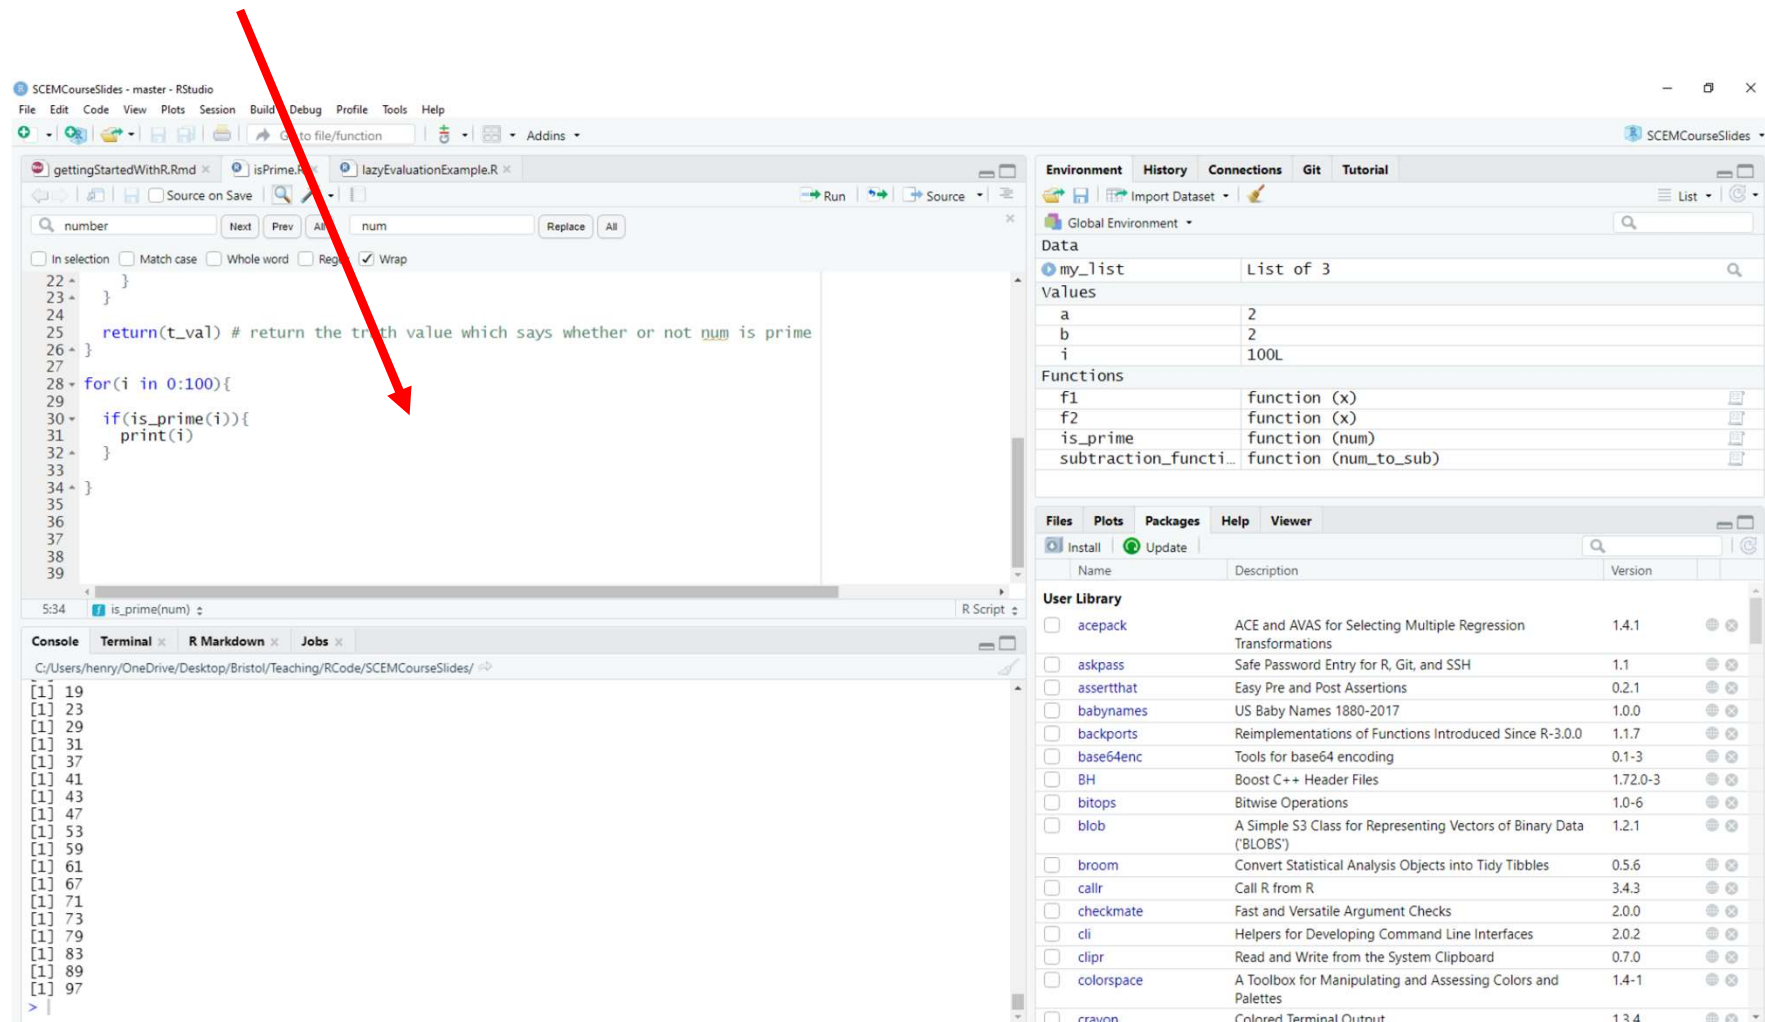 SCEMCourseSlides - master - RStudio
File Edit Code View Plots Session Build Debug Profile Tools Help
Go to file/function Addins SCEMCourseSlides
gettingStartedWithR.Rmd isPrime.R lazyEvaluationExample.R
Source on Save Run Source
number Next Prev All num Replace All
In selection Match case Whole word Regex Wrap
22 }
23 }
24
25 return(t_val) # return the truth value which says whether or not num is prime
26 }
27
28 for(i in 0:100){
29
30 if(is_prime(i)){
31 print(i)
32 }
33
34 }
35
36
37
38
39
5:34 is_prime(num) R Script
Console Terminal R Markdown Jobs
C:/Users/henry/OneDrive/Desktop/Bristol/Teaching/RCode/SCEMCourseSlides/
[1] 19
[1] 23
[1] 29
[1] 31
[1] 37
[1] 41
[1] 43
[1] 47
[1] 53
[1] 59
[1] 61
[1] 67
[1] 71
[1] 73
[1] 79
[1] 83
[1] 89
[1] 97
>
Environment History Connections Git Tutorial
Import Dataset List
Global Environment
Data
my_list List of 3
Values
a 2
b 2
i 100L
Functions
f1 function (x)
f2 function (x)
is_prime function (num)
subtraction_functi… function (num_to_sub)
Files Plots Packages Help Viewer
Install Update
Name Description Version
User Library
acepack ACE and AVAS for Selecting Multiple Regression 1.4.1
Transformations
askpass Safe Password Entry for R, Git, and SSH 1.1
assertthat Easy Pre and Post Assertions 0.2.1
babynames US Baby Names 1880-2017 1.0.0
backports Reimplementations of Functions Introduced Since R-3.0.0 1.1.7
base64enc Tools for base64 encoding 0.1-3
BH Boost C++ Header Files 1.72.0-3
bitops Bitwise Operations 1.0-6
blob A Simple S3 Class for Representing Vectors of Binary Data 1.2.1
('BLOBS')
broom Convert Statistical Analysis Objects into Tidy Tibbles 0.5.6
callr Call R from R 3.4.3
checkmate Fast and Versatile Argument Checks 2.0.0
cli Helpers for Developing Command Line Interfaces 2.0.2
clipr Read and Write from the System Clipboard 0.7.0
colorspace A Toolbox for Manipulating and Assessing Colors and 1.4-1
Palettes
crayon Colored Terminal Output 1.3.4